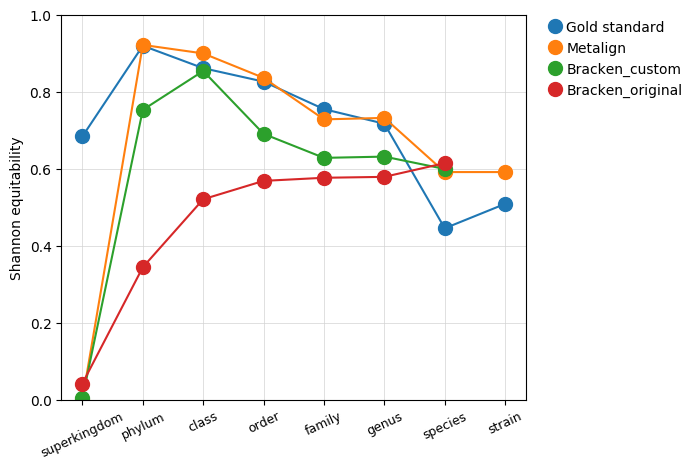 1.0
0.8
0.6
0.4
0.2
0.0
Shannon equitability
superkingdom
phylum
class
order
family
genus
species
strain
Gold standard
Metalign
Bracken_custom
Bracken_original